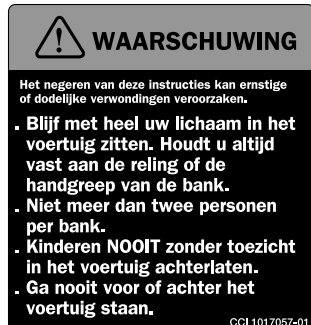 WAARSCHUWING
Het negeren van deze instructies kan ernstige
of dodelijke verwondingen veroorzaken.
. Blijf met heel uw lichaam in het
voertuig zitten. Houdt u altijd
vast aan de reling of de
handgreep van de bank.
. Niet meer dan twee personen
per bank.
. Kinderen NOOIT zonder toezicht
in het voertuig achterlaten.
. Ga nooit voor of achter het
voertuig staan.
CCI 1017057-01